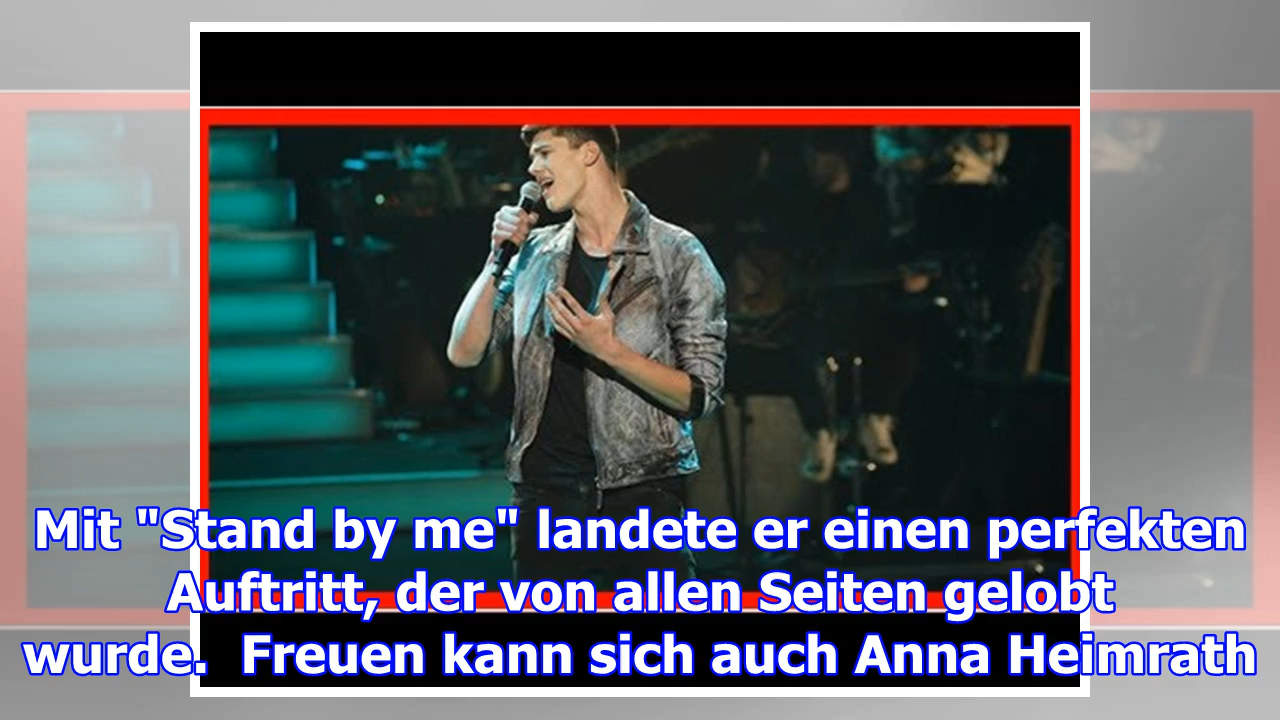 Mit "Stand by me" landete er einen perfekten
Auftritt, der von allen Seiten gelobt
wurde.  Freuen kann sich auch Anna Heimrath